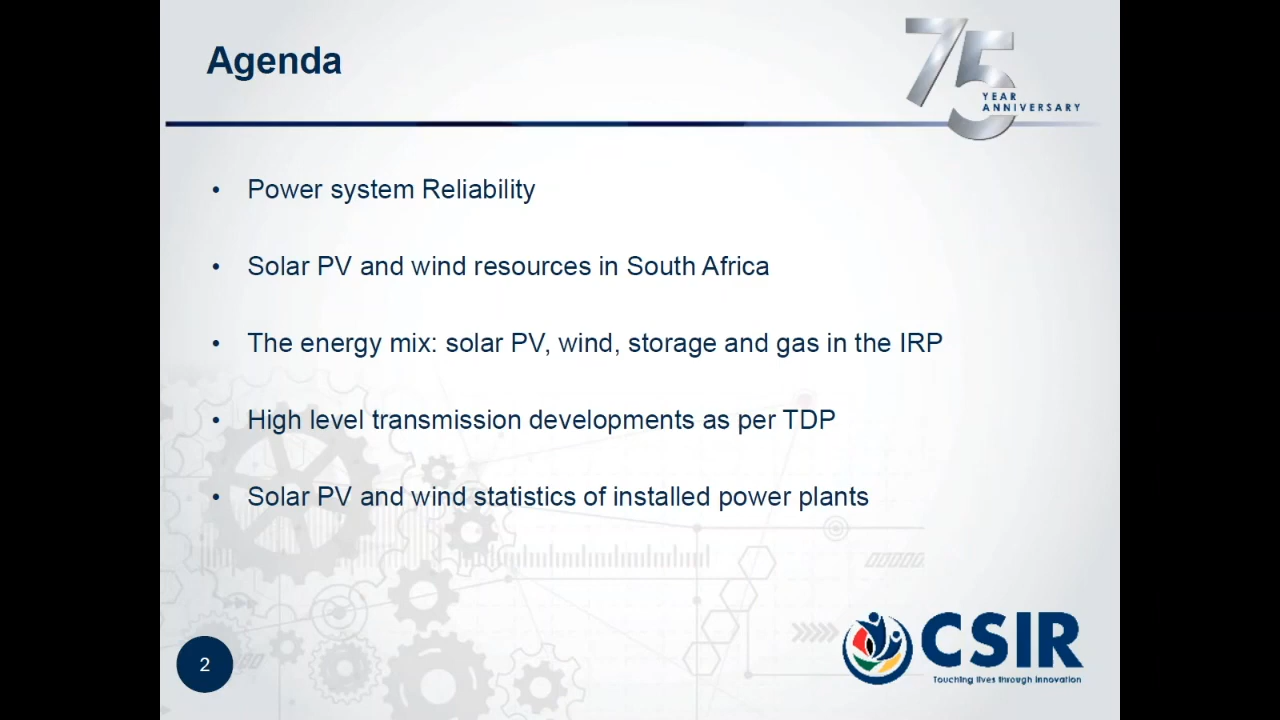 Agenda
75
YEAR
ANNIVERSARY
• Power system Reliability
• Solar PV and wind resources in South Africa
• The energy mix: solar PV, wind, storage and gas in the IRP
• High level transmission developments as per TDP
• Solar PV and wind statistics of installed power plants
2
CSIR
Touching lives through innovation